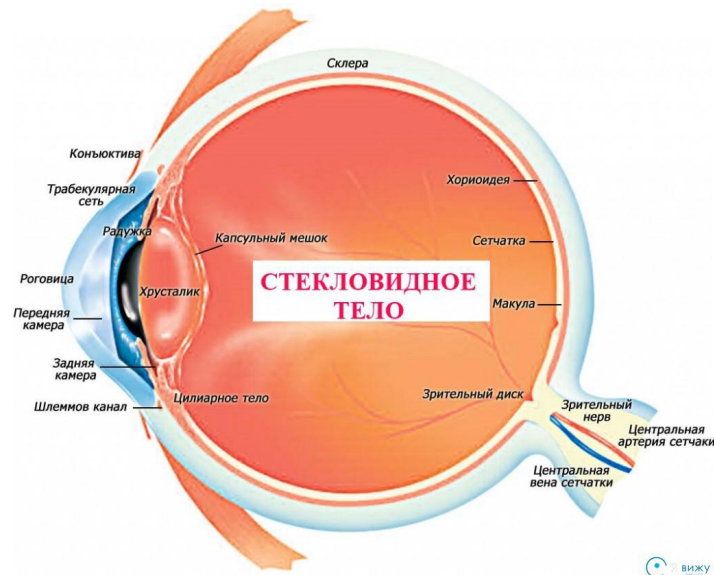 Склера
Конъюктива
Трабекулярная
сеть
Радужка
Роговица
Передняя
камера
Задняя
камера
Шлеммов канал
Капсульный мешок
Хрусталик
Цилиарное тело
СТЕКЛОВИДНОЕ
ТЕЛО
Хориоидея
Сетчатка
Макула
Зрительный диск
Зрительный
нерв
Центральная
артерия сетчаки
Центральная
вена сетчатки
Я вижу